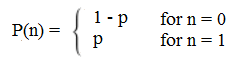 P(n) = { 1 - p for n = 0
p for n = 1